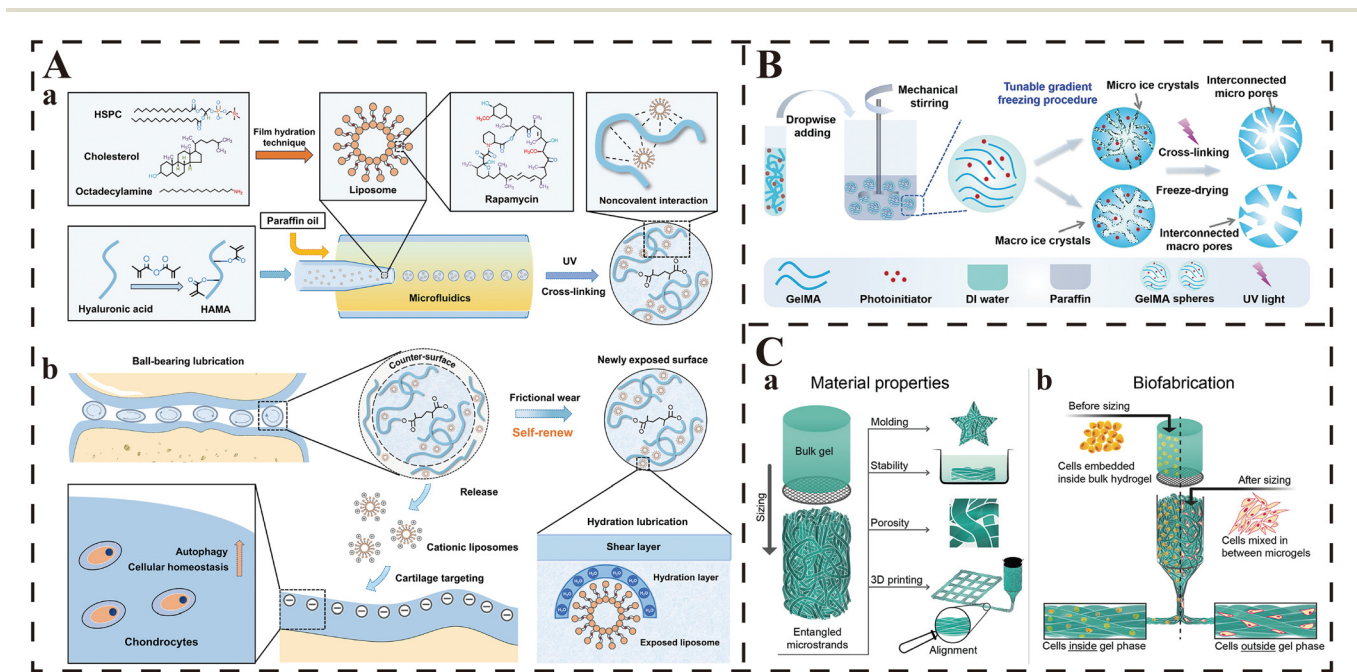 A
a
HSPC
Cholesterol
Octadecylamine
Film hydration
technique
Liposome
Rapamycin
Noncovalent interaction
Paraffin oil
Hyaluronic acid
HAMA
Microfluidics
UV
Cross-linking
b
Ball-bearing lubrication
Counter-surface
Frictional wear
Self-renew
Newly exposed surface
Release
Cationic liposomes
Cartilage targeting
Autophagy
Cellular homeostasis
Chondrocytes
Hydration lubrication
Shear layer
H₂O
Hydration layer
Exposed liposome
B
Dropwise
adding
Mechanical
stirring
Tunable gradient
freezing procedure
Micro ice crystals
Interconnected
micro pores
Cross-linking
Freeze-drying
Macro ice crystals
Interconnected
macro pores
GelMA
Photoinitiator
DI water
Paraffin
GelMA
spheres
UV light
C
a
Material properties
Bulk gel
Sizing
Entangled
microstrands
Molding
Stability
Porosity
3D printing
Alignment
b
Biofabrication
Before sizing
Cells embedded
inside bulk hydrogel
After sizing
Cells mixed in
between microgels
Cells inside gel phase
Cells outside gel phase